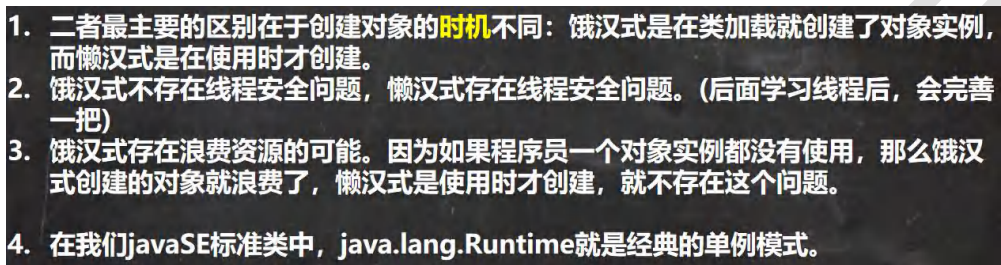 1. 二者最主要的区别在于创建对象的时机不同：饿汉式是在类加载就创建了对象实例，
而懒汉式是在使用时才创建。
2. 饿汉式不存在线程安全问题，懒汉式存在线程安全问题。(后面学习线程后，会完善
一把)
3. 饿汉式存在浪费资源的可能。因为如果程序员一个对象实例都没有使用，那么饿汉
式创建的对象就浪费了，懒汉式是使用时才创建，就不存在这个问题。
4. 在我们javaSE标准类中，java.lang.Runtime就是经典的单例模式。